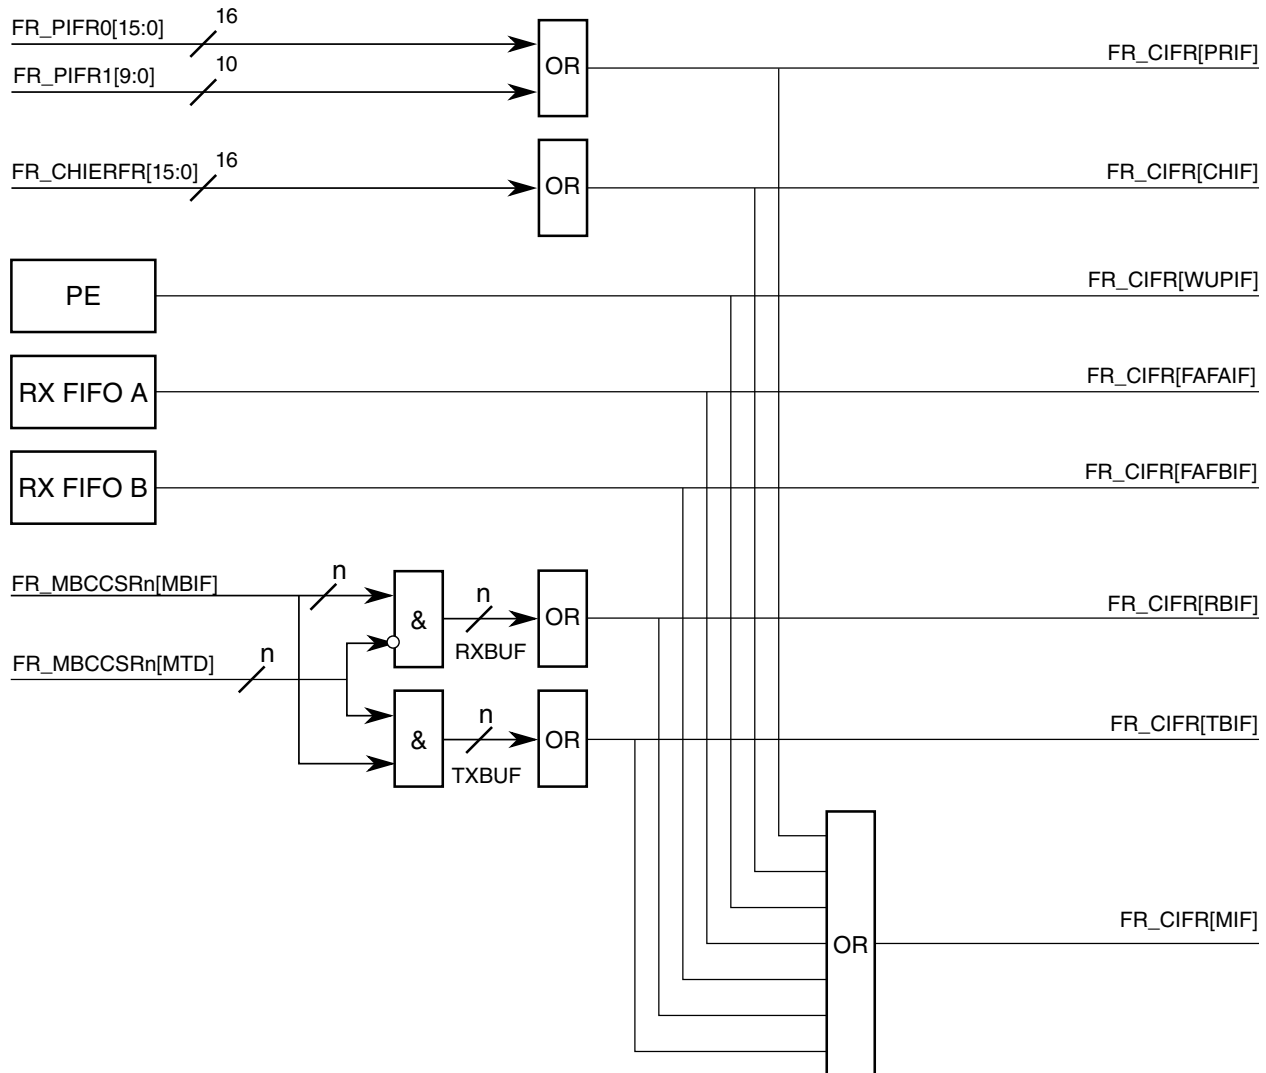 FR_PIFR0[15:0]
16
OR
FR_CIFR[PRIF]
FR_PIFR1[9:0]
10
FR_CHIERFR[15:0]
16
OR
FR_CIFR[CHIF]
PE
FR_CIFR[WUPIF]
RX FIFO A
FR_CIFR[FAFAIF]
RX FIFO B
FR_CIFR[FAFBIF]
FR_MBCCSRn[MBIF]
n
&
n
RXBUF
OR
FR_CIFR[RBIF]
FR_MBCCSRn[MTD]
n
&
n
TXBUF
OR
FR_CIFR[TBIF]
OR
FR_CIFR[MIF]